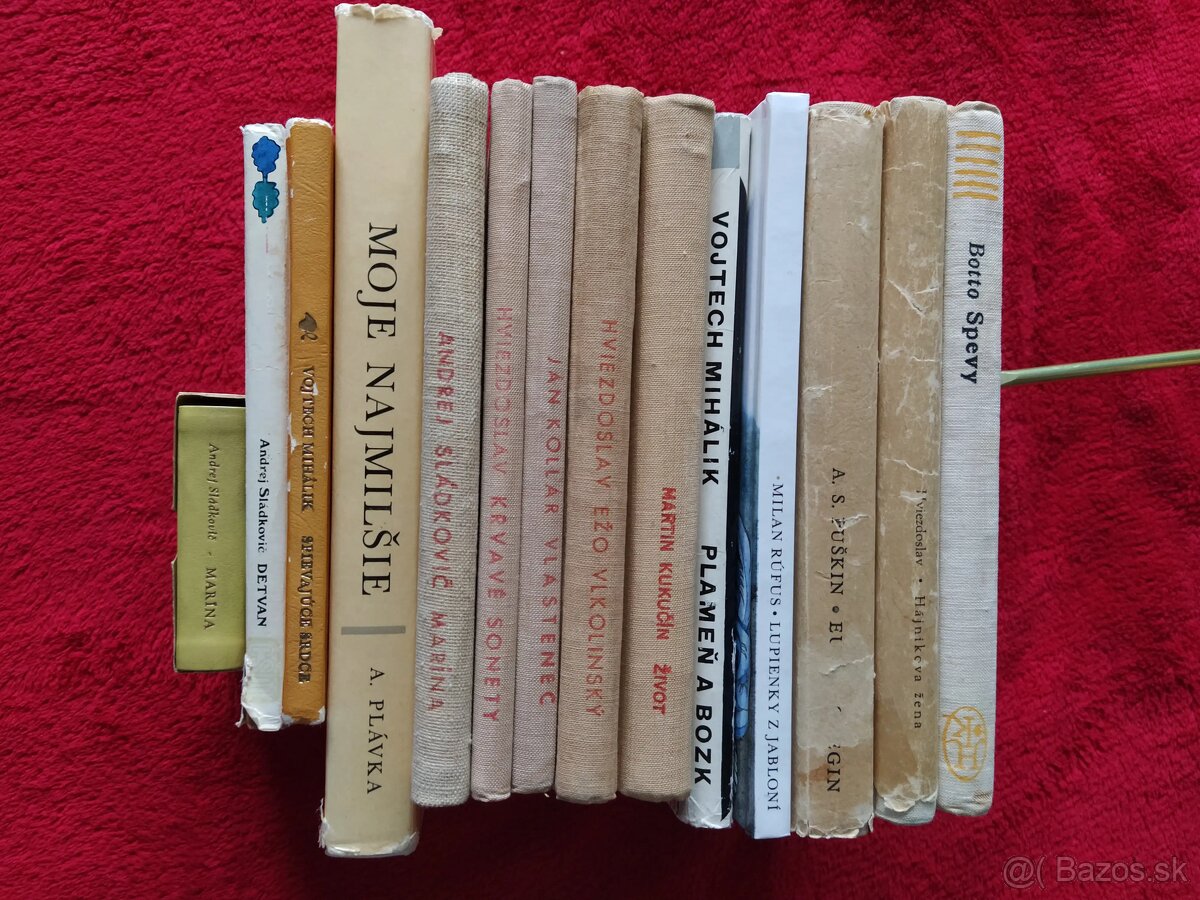 Andrej Sládkovič - MARÍNA
Andrej Sládkovič DETVAN
VOJTECH MIHÁLIK SPIEVAJÚCE SRDCE
MOJE NAJMILŠIE A. PLÁVKA
ANDREJ SLÁDKOVIČ MARÍNA
HVIEZDOSLAV KRVAVÉ SONETY
JÁN KOLLÁR VLASTENEC
HVIEZDOSLAV EŽO VLKOLINSKÝ
MARTIN KUKUČÍN ŽIVOT
VOJTECH MIHÁLIK PLAMEŇ A BOZK
MILAN RÚFUS • LUPIENKY Z JABLONÍ
A. S. PUŠKIN • EU GIN
Hviezdoslav • Hájnikova žena
Botto Spevy
@( Bazos.sk